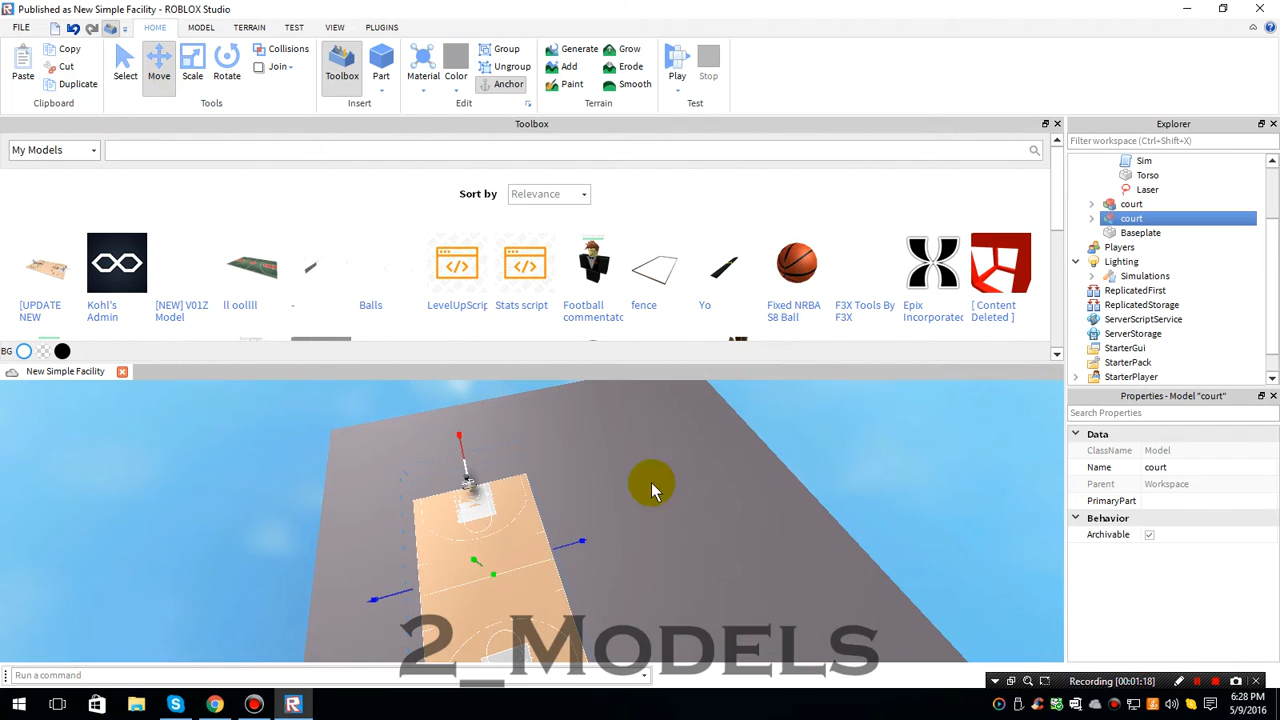 Published as New Simple Facility - ROBLOX Studio
FILE HOME MODEL TERRAIN TEST VIEW PLUGINS
Paste Copy Cut Duplicate
Select Move Scale Rotate Collisions Join
Toolbox Part
Material Color Group Ungroup Anchor
Generate Grow Add Erode Paint Smooth
Play Stop
Clipboard Tools Insert Edit Terrain Test
Toolbox
My Models
Sort by Relevance
[UPDATE NEW
Kohl's Admin
[NEW] V01Z Model
ll oollll
-
Balls
LevelUpScrip
Stats script
Football commentato
fence
Yo
Fixed NRBA S8 Ball
F3X Tools By F3X
Epix Incorporated
[ Content Deleted ]
BG
New Simple Facility
2_Models
Run a command
Explorer
Filter workspace (Ctrl+Shift+X)
Sim
Torso
Laser
court
court
Baseplate
Players
Lighting
Simulations
ReplicatedFirst
ReplicatedStorage
ServerScriptService
ServerStorage
StarterGui
StarterPack
StarterPlayer
Properties - Model "court"
Search Properties
Data
ClassName Model
Name court
Parent Workspace
PrimaryPart
Behavior
Archivable
Recording [00:01:18]
6:28 PM
5/9/2016